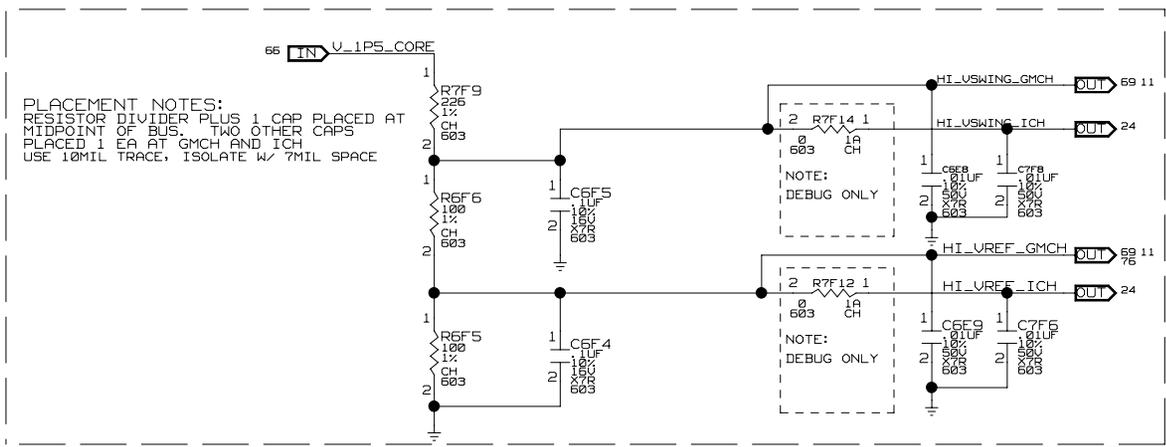 66 IN V_1P5_CORE
PLACEMENT NOTES:
RESISTOR DIVIDER PLUS 1 CAP PLACED AT
MIDPOINT OF BUS. TWO OTHER CAPS
PLACED 1 EA AT GMCH AND ICH
USE 10MIL TRACE, ISOLATE W/ 7MIL SPACE
1
R7F9
226
1%
CH
603
2
1
R6F6
100
1%
CH
603
2
1
R6F5
100
1%
CH
603
2
1
C6F5
.1UF
10%
16V
X7R
603
2
1
C6F4
.1UF
10%
16V
X7R
603
2
2 R7F14 1
0 1A
603 CH
NOTE:
DEBUG ONLY
HI_VSWING_GMCH OUT 69 11
HI_VSWING_ICH OUT 24
1
C6E8
.01UF
10%
50V
X7R
603
2
1
C7F8
.01UF
10%
50V
X7R
603
2
HI_VREF_GMCH OUT 69 11
76
2 R7F12 1
0 1A
603 CH
NOTE:
DEBUG ONLY
HI_VREF_ICH OUT 24
1
C6E9
.01UF
10%
50V
X7R
603
2
1
C7F6
.01UF
10%
50V
X7R
603
2